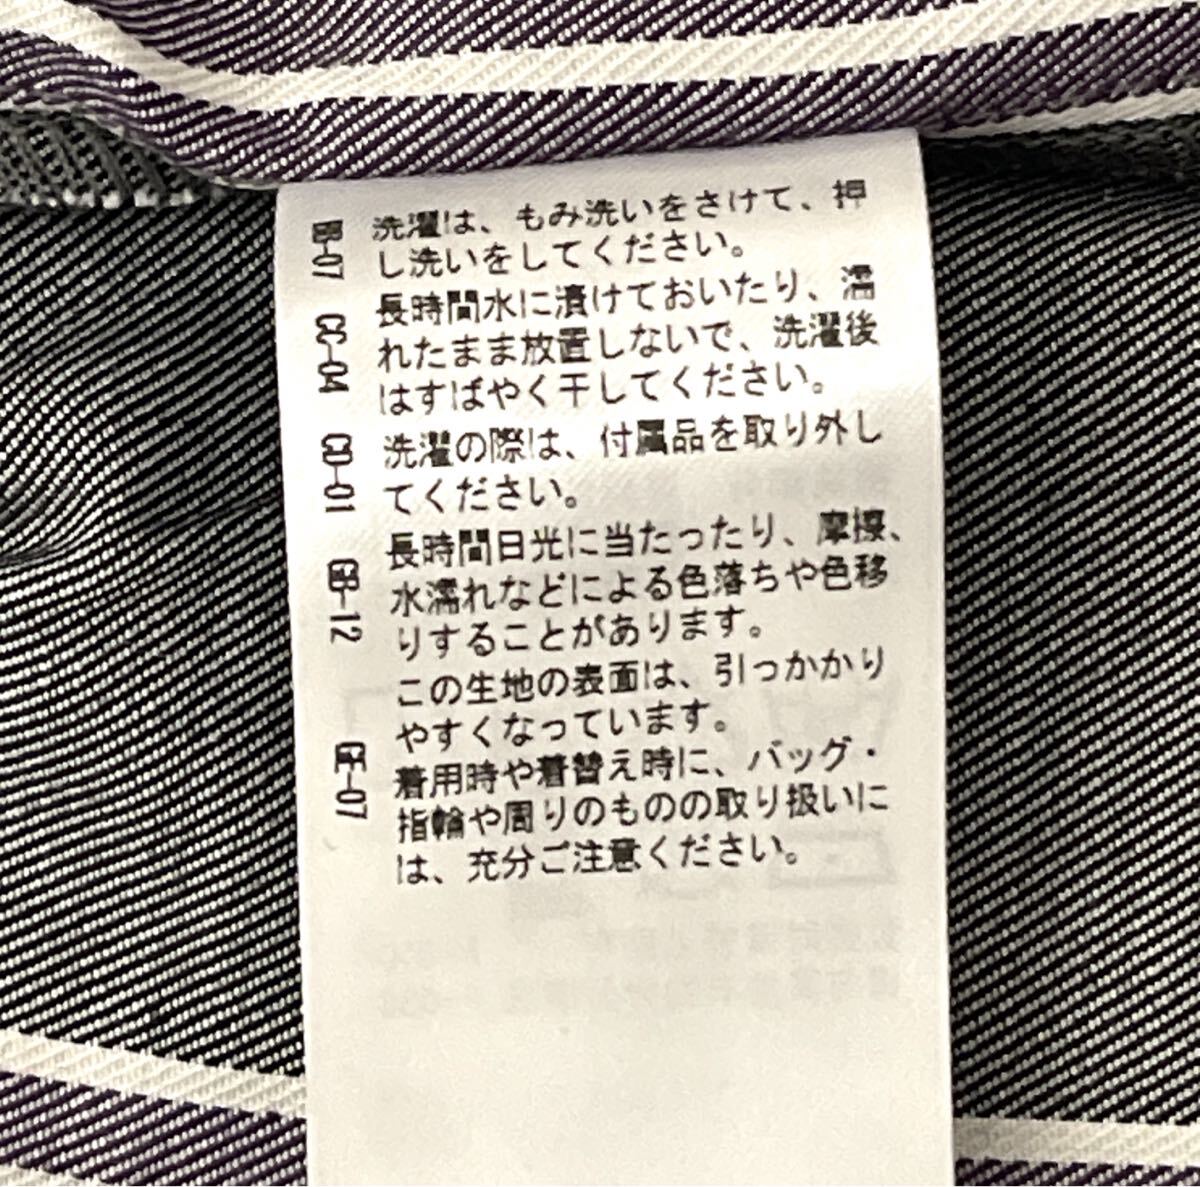 洗濯は、もみ洗いをさけて、押
し洗いをしてください。
長時間水に漬けておいたり、濡
れたまま放置しないで、洗濯後
はすばやく干してください。
洗濯の際は、付属品を取り外し
てください。
長時間日光に当たったり、摩擦、
水濡れなどによる色落ちや色移
りすることがあります。
この生地の表面は、引っかかり
やすくなっています。
着用時や着替え時に、バッグ・
指輪や周りのものの取り扱いに
は、充分ご注意ください。
CC-04
CD-01